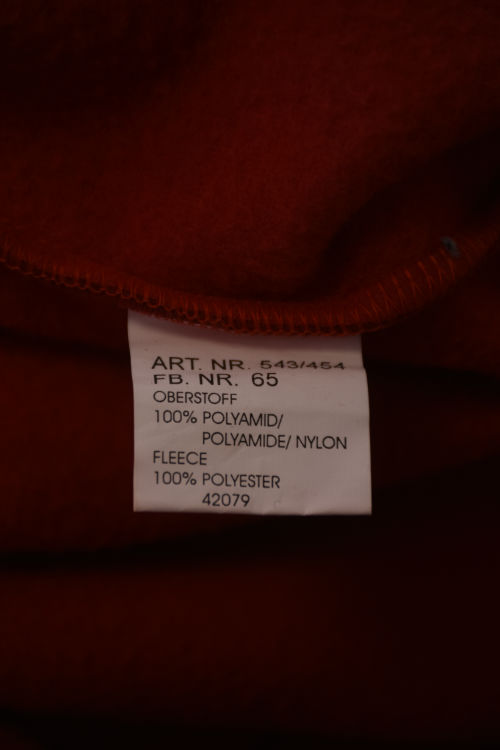 ART. NR. 543/454
FB. NR. 65
OBERSTOFF
100% POLYAMID/
POLYAMIDE/ NYLON
FLEECE
100% POLYESTER
42079